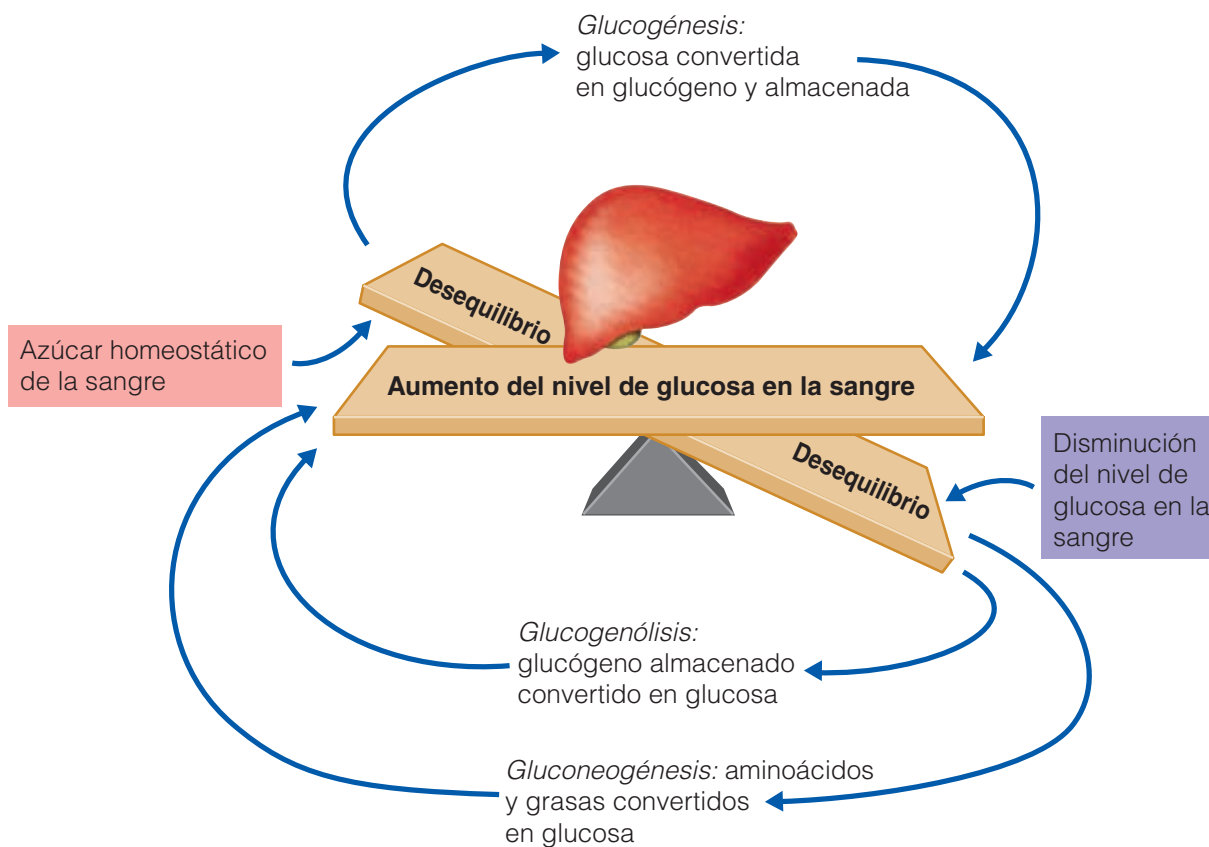 Glucogénesis:
glucosa convertida
en glucógeno y almacenada
Desequilibrio
Azúcar homeostático
de la sangre
Aumento del nivel de glucosa en la sangre
Desequilibrio
Disminución
del nivel de
glucosa en la
sangre
Glucogenólisis:
glucógeno almacenado
convertido en glucosa
Gluconeogénesis: aminoácidos
y grasas convertidos
en glucosa